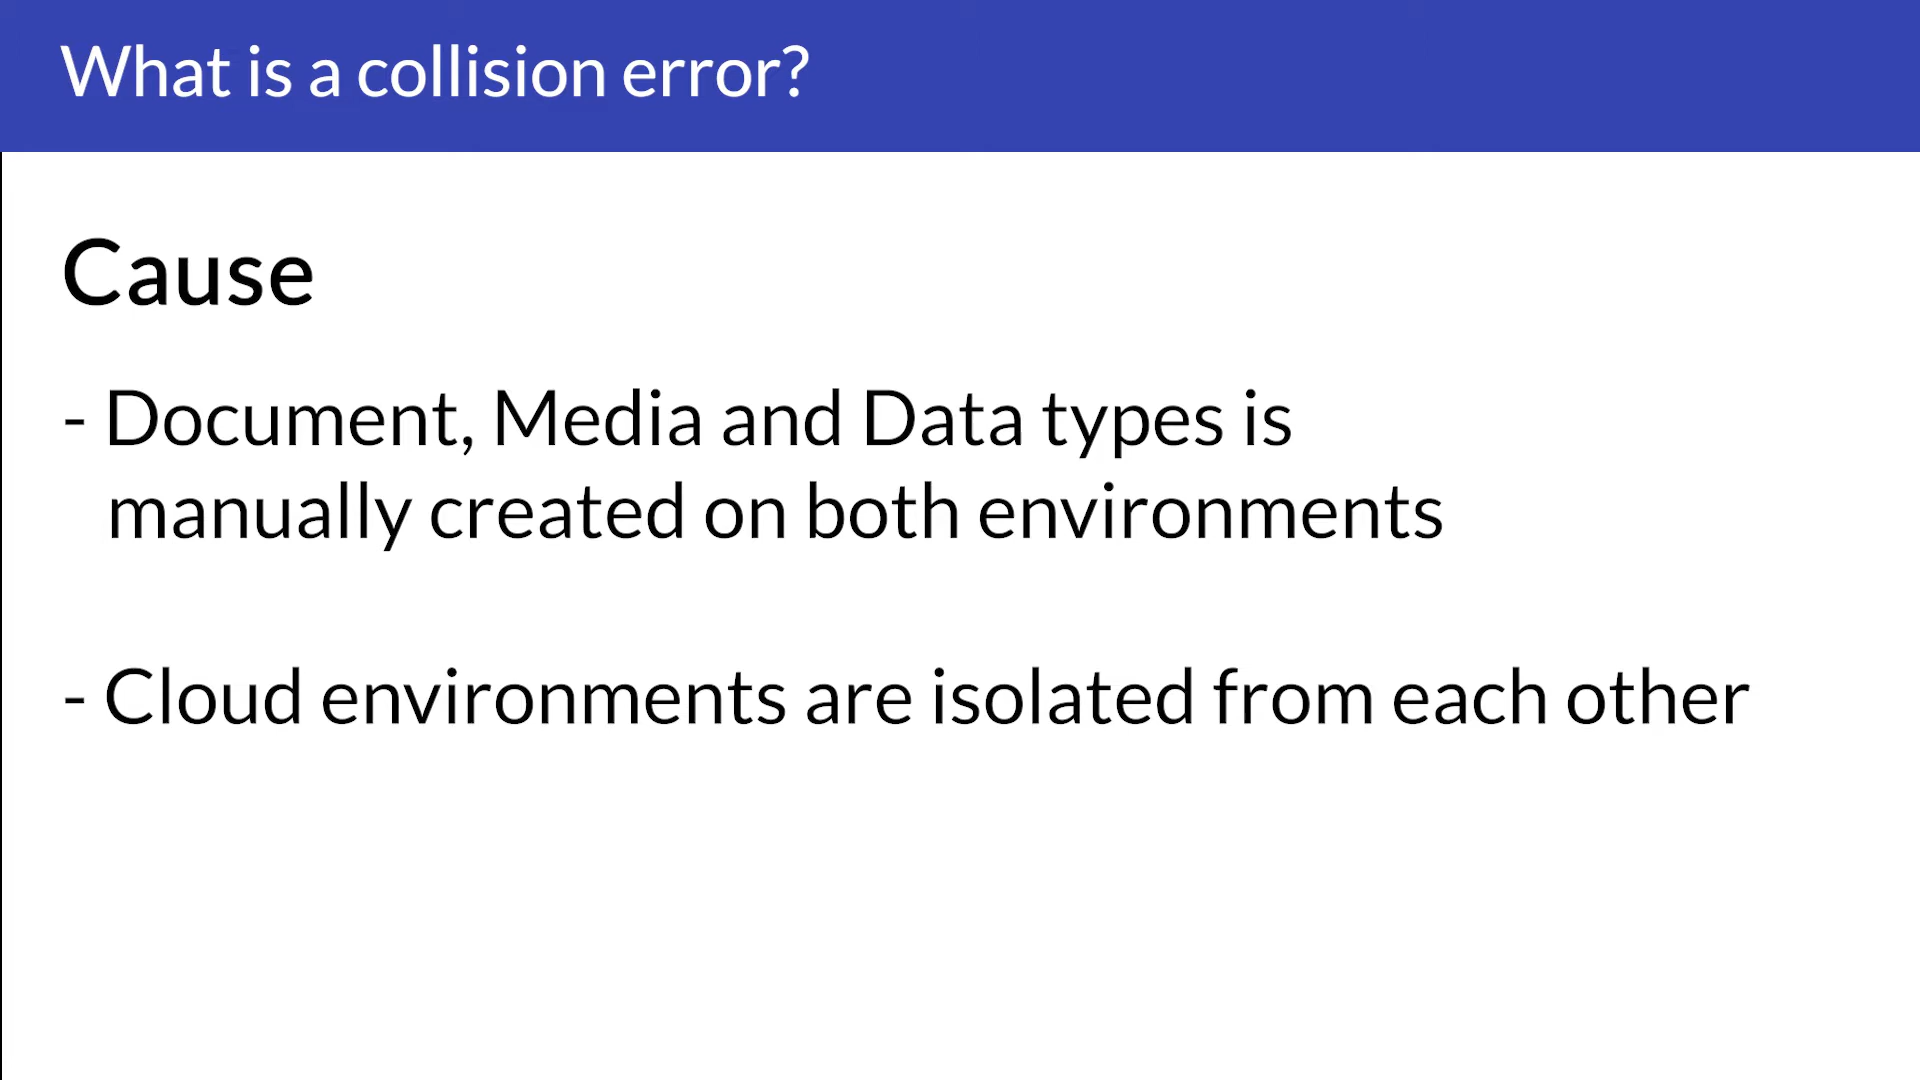 What is a collision error?
Cause
- Document, Media and Data types is
manually created on both environments
- Cloud environments are isolated from each other